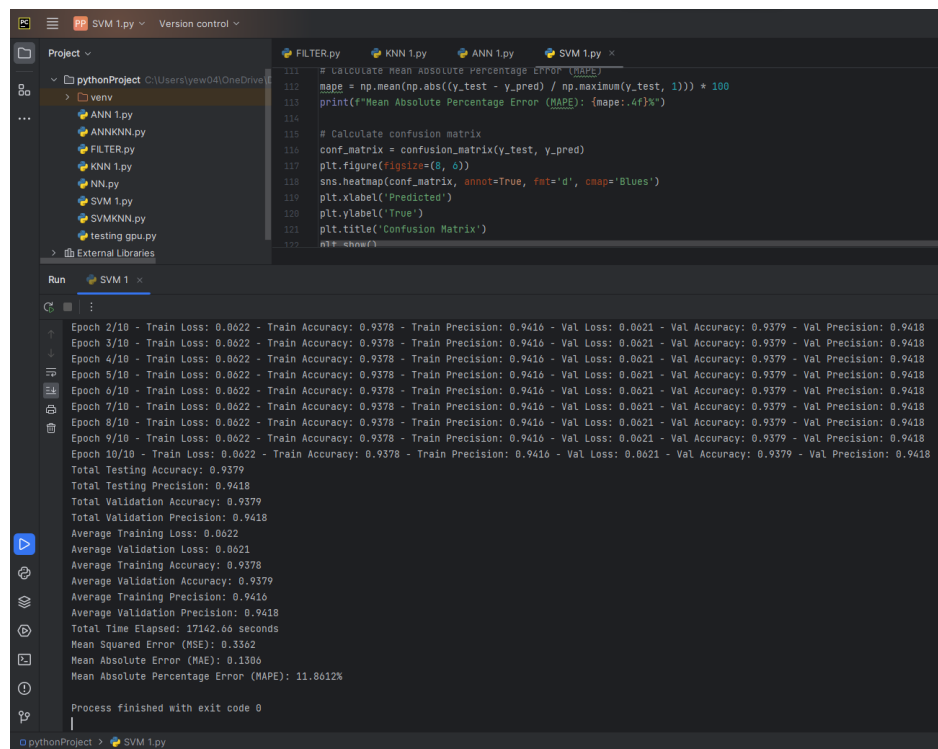 PC PP SVM 1.py Version control
Project
FILTER.py KNN 1.py ANN 1.py SVM 1.py ×
pythonProject C:\Users\yew04\OneDrive\
venv
ANN 1.py
ANNKNN.py
FILTER.py
KNN 1.py
NN.py
SVM 1.py
SVMKNN.py
testing gpu.py
External Libraries
111 # Calculate Mean Absolute Percentage Error (MAPE)
112 mape = np.mean(np.abs((y_test - y_pred) / np.maximum(y_test, 1))) * 100
113 print(f"Mean Absolute Percentage Error (MAPE): {mape:.4f}%")
114
115 # Calculate confusion matrix
116 conf_matrix = confusion_matrix(y_test, y_pred)
117 plt.figure(figsize=(8, 6))
118 sns.heatmap(conf_matrix, annot=True, fmt='d', cmap='Blues')
119 plt.xlabel('Predicted')
120 plt.ylabel('True')
121 plt.title('Confusion Matrix')
122 plt.show()
Run SVM 1 ×
Epoch 2/10 - Train Loss: 0.0622 - Train Accuracy: 0.9378 - Train Precision: 0.9416 - Val Loss: 0.0621 - Val Accuracy: 0.9379 - Val Precision: 0.9418
Epoch 3/10 - Train Loss: 0.0622 - Train Accuracy: 0.9378 - Train Precision: 0.9416 - Val Loss: 0.0621 - Val Accuracy: 0.9379 - Val Precision: 0.9418
Epoch 4/10 - Train Loss: 0.0622 - Train Accuracy: 0.9378 - Train Precision: 0.9416 - Val Loss: 0.0621 - Val Accuracy: 0.9379 - Val Precision: 0.9418
Epoch 5/10 - Train Loss: 0.0622 - Train Accuracy: 0.9378 - Train Precision: 0.9416 - Val Loss: 0.0621 - Val Accuracy: 0.9379 - Val Precision: 0.9418
Epoch 6/10 - Train Loss: 0.0622 - Train Accuracy: 0.9378 - Train Precision: 0.9416 - Val Loss: 0.0621 - Val Accuracy: 0.9379 - Val Precision: 0.9418
Epoch 7/10 - Train Loss: 0.0622 - Train Accuracy: 0.9378 - Train Precision: 0.9416 - Val Loss: 0.0621 - Val Accuracy: 0.9379 - Val Precision: 0.9418
Epoch 8/10 - Train Loss: 0.0622 - Train Accuracy: 0.9378 - Train Precision: 0.9416 - Val Loss: 0.0621 - Val Accuracy: 0.9379 - Val Precision: 0.9418
Epoch 9/10 - Train Loss: 0.0622 - Train Accuracy: 0.9378 - Train Precision: 0.9416 - Val Loss: 0.0621 - Val Accuracy: 0.9379 - Val Precision: 0.9418
Epoch 10/10 - Train Loss: 0.0622 - Train Accuracy: 0.9378 - Train Precision: 0.9416 - Val Loss: 0.0621 - Val Accuracy: 0.9379 - Val Precision: 0.9418
Total Testing Accuracy: 0.9379
Total Testing Precision: 0.9418
Total Validation Accuracy: 0.9379
Total Validation Precision: 0.9418
Average Training Loss: 0.0622
Average Validation Loss: 0.0621
Average Training Accuracy: 0.9378
Average Validation Accuracy: 0.9379
Average Training Precision: 0.9416
Average Validation Precision: 0.9418
Total Time Elapsed: 17142.66 seconds
Mean Squared Error (MSE): 0.3362
Mean Absolute Error (MAE): 0.1306
Mean Absolute Percentage Error (MAPE): 11.8612%
Process finished with exit code 0
pythonProject > SVM 1.py